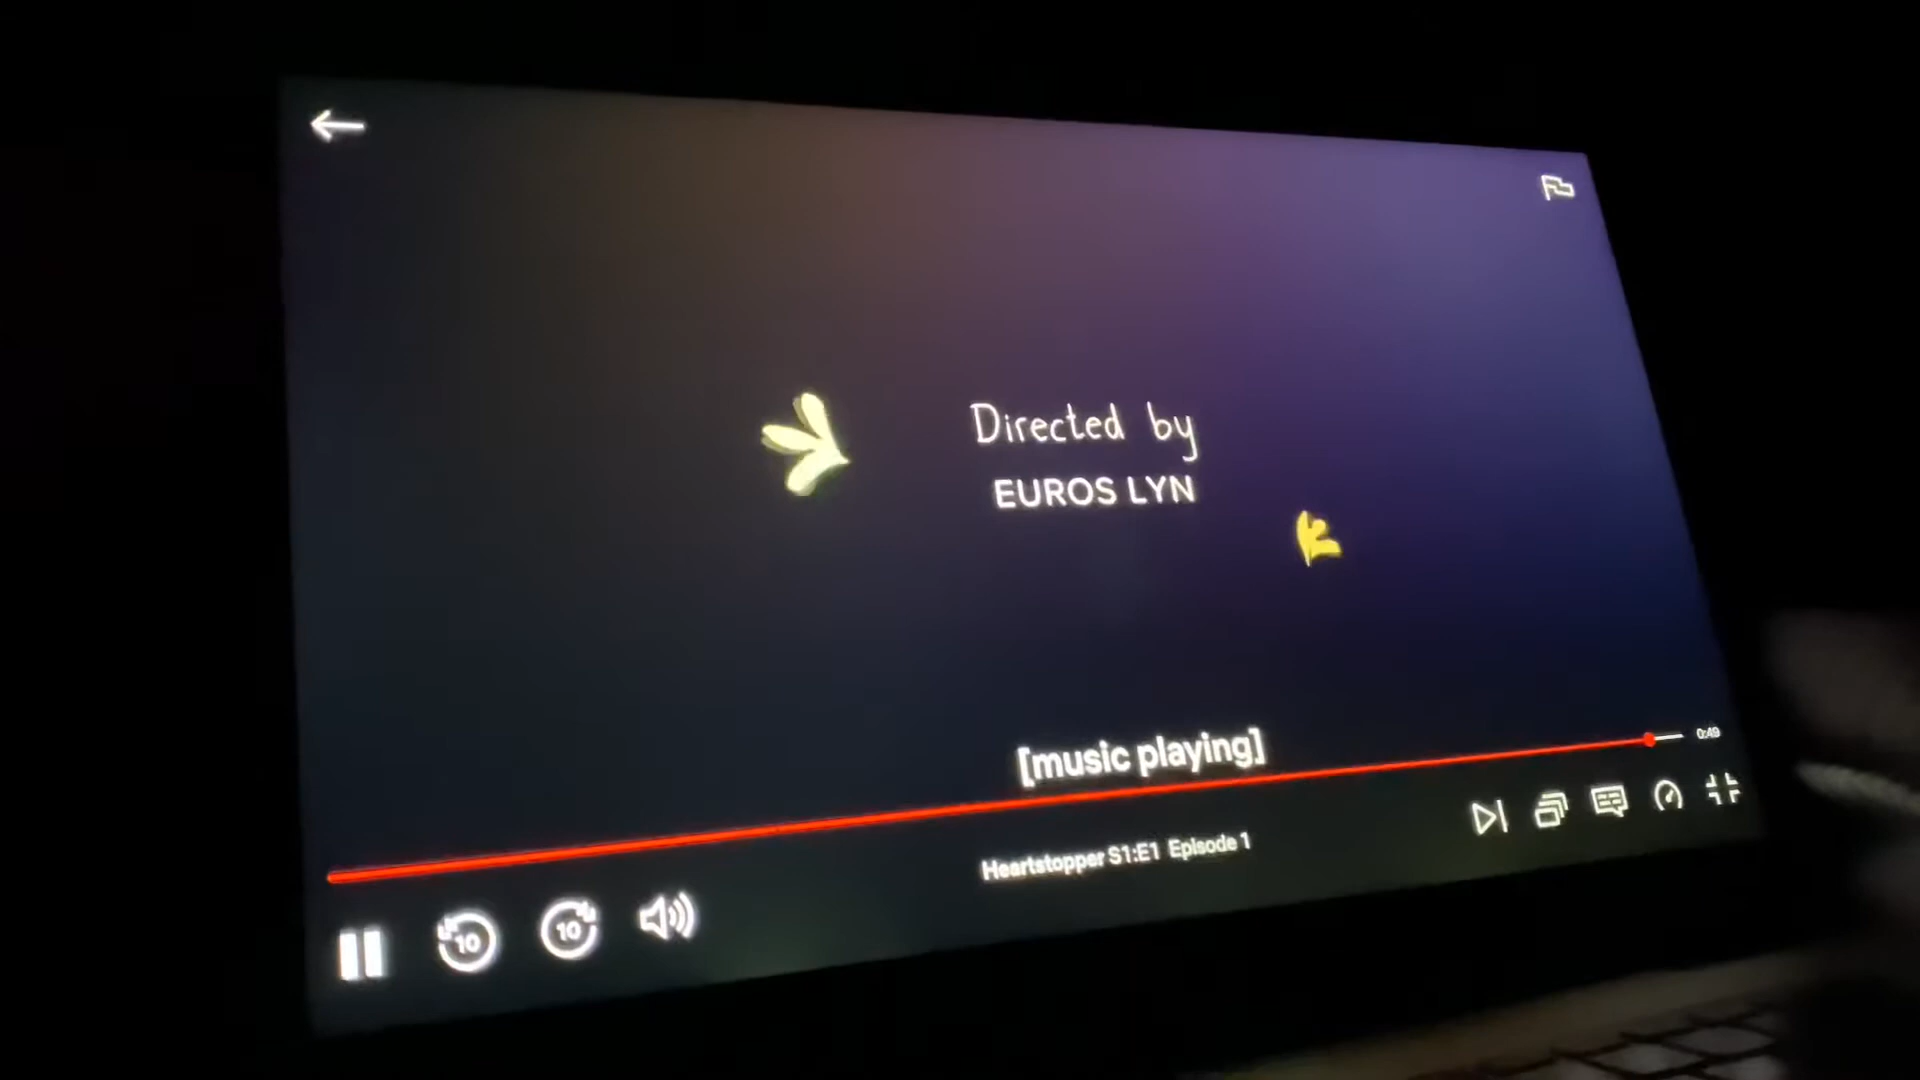 Directed by
EUROS LYN
[music playing]
0:49
Heartstopper S1:E1 Episode 1
10
10